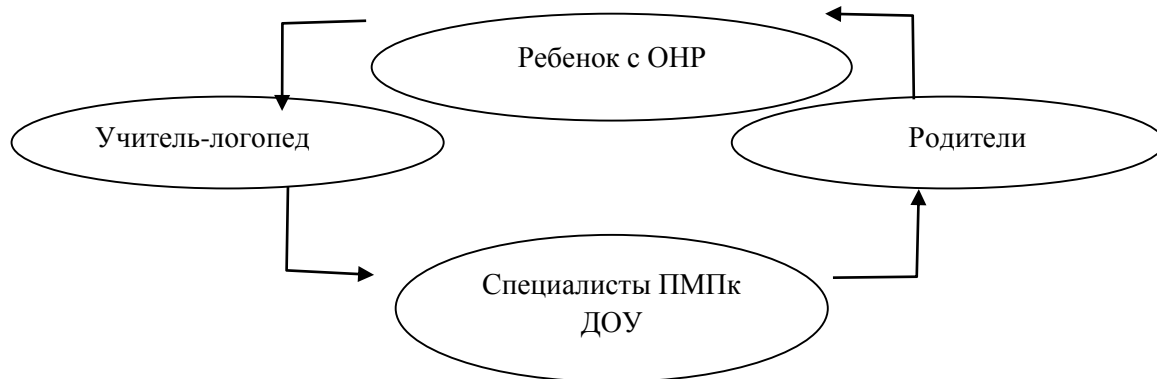 Ребенок с ОНР
Учитель-логопед
Родители
Специалисты ПМПк
ДОУ